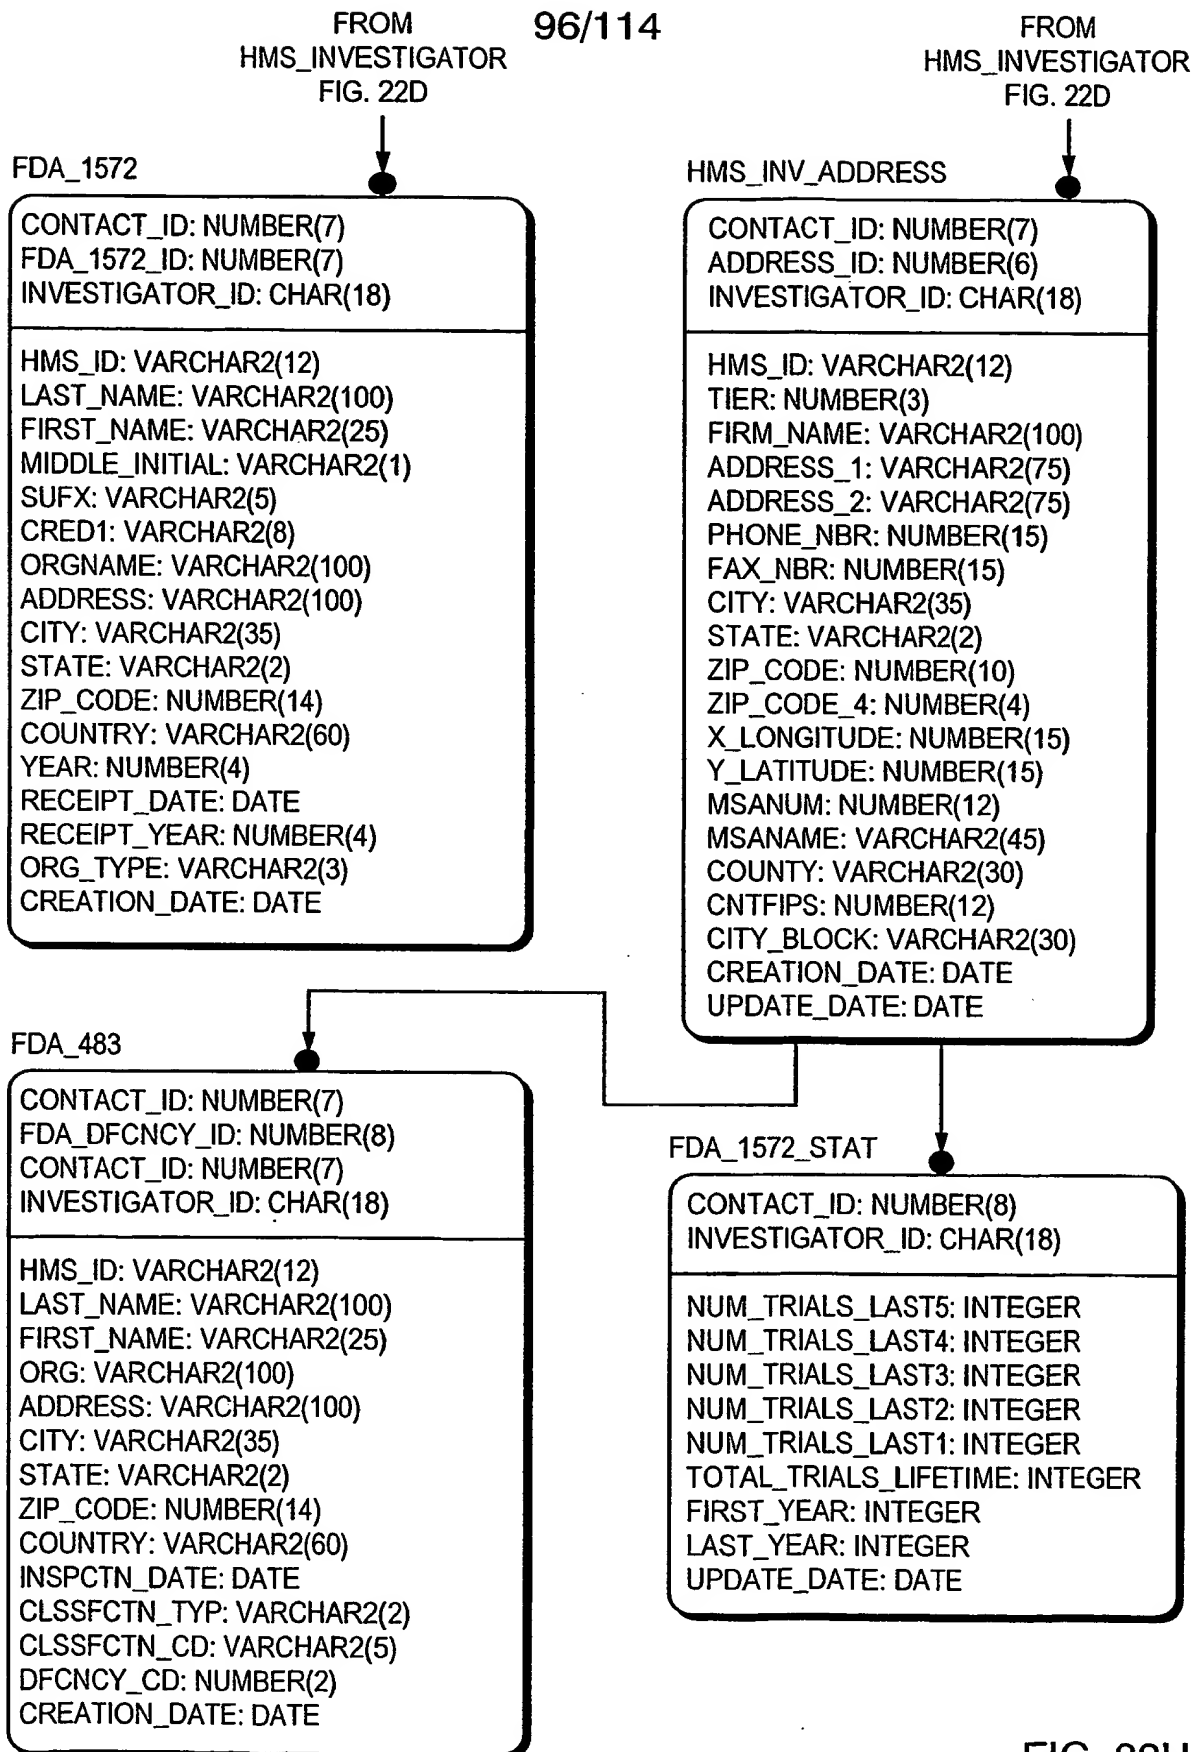 96/114
FROM
HMS_INVESTIGATOR
FIG. 22D
FDA_1572
CONTACT_ID: NUMBER(7)
FDA_1572_ID: NUMBER(7)
INVESTIGATOR_ID: CHAR(18)
HMS_ID: VARCHAR2(12)
LAST_NAME: VARCHAR2(100)
FIRST_NAME: VARCHAR2(25)
MIDDLE_INITIAL: VARCHAR2(1)
SUFX: VARCHAR2(5)
CRED1: VARCHAR2(8)
ORGNAME: VARCHAR2(100)
ADDRESS: VARCHAR2(100)
CITY: VARCHAR2(35)
STATE: VARCHAR2(2)
ZIP_CODE: NUMBER(14)
COUNTRY: VARCHAR2(60)
YEAR: NUMBER(4)
RECEIPT_DATE: DATE
RECEIPT_YEAR: NUMBER(4)
ORG_TYPE: VARCHAR2(3)
CREATION_DATE: DATE
FROM
HMS_INVESTIGATOR
FIG. 22D
HMS_INV_ADDRESS
CONTACT_ID: NUMBER(7)
ADDRESS_ID: NUMBER(6)
INVESTIGATOR_ID: CHAR(18)
HMS_ID: VARCHAR2(12)
TIER: NUMBER(3)
FIRM_NAME: VARCHAR2(100)
ADDRESS_1: VARCHAR2(75)
ADDRESS_2: VARCHAR2(75)
PHONE_NBR: NUMBER(15)
FAX_NBR: NUMBER(15)
CITY: VARCHAR2(35)
STATE: VARCHAR2(2)
ZIP_CODE: NUMBER(10)
ZIP_CODE_4: NUMBER(4)
X_LONGITUDE: NUMBER(15)
Y_LATITUDE: NUMBER(15)
MSANUM: NUMBER(12)
MSANAME: VARCHAR2(45)
COUNTY: VARCHAR2(30)
CNTFIPS: NUMBER(12)
CITY_BLOCK: VARCHAR2(30)
CREATION_DATE: DATE
UPDATE_DATE: DATE
FDA_483
CONTACT_ID: NUMBER(7)
FDA_DFCNCY_ID: NUMBER(8)
CONTACT_ID: NUMBER(7)
INVESTIGATOR_ID: CHAR(18)
HMS_ID: VARCHAR2(12)
LAST_NAME: VARCHAR2(100)
FIRST_NAME: VARCHAR2(25)
ORG: VARCHAR2(100)
ADDRESS: VARCHAR2(100)
CITY: VARCHAR2(35)
STATE: VARCHAR2(2)
ZIP_CODE: NUMBER(14)
COUNTRY: VARCHAR2(60)
INSPCTN_DATE: DATE
CLSSFCTN_TYP: VARCHAR2(2)
CLSSFCTN_CD: VARCHAR2(5)
DFCNCY_CD: NUMBER(2)
CREATION_DATE: DATE
FDA_1572_STAT
CONTACT_ID: NUMBER(8)
INVESTIGATOR_ID: CHAR(18)
NUM_TRIALS_LAST5: INTEGER
NUM_TRIALS_LAST4: INTEGER
NUM_TRIALS_LAST3: INTEGER
NUM_TRIALS_LAST2: INTEGER
NUM_TRIALS_LAST1: INTEGER
TOTAL_TRIALS_LIFETIME: INTEGER
FIRST_YEAR: INTEGER
LAST_YEAR: INTEGER
UPDATE_DATE: DATE
FIG.